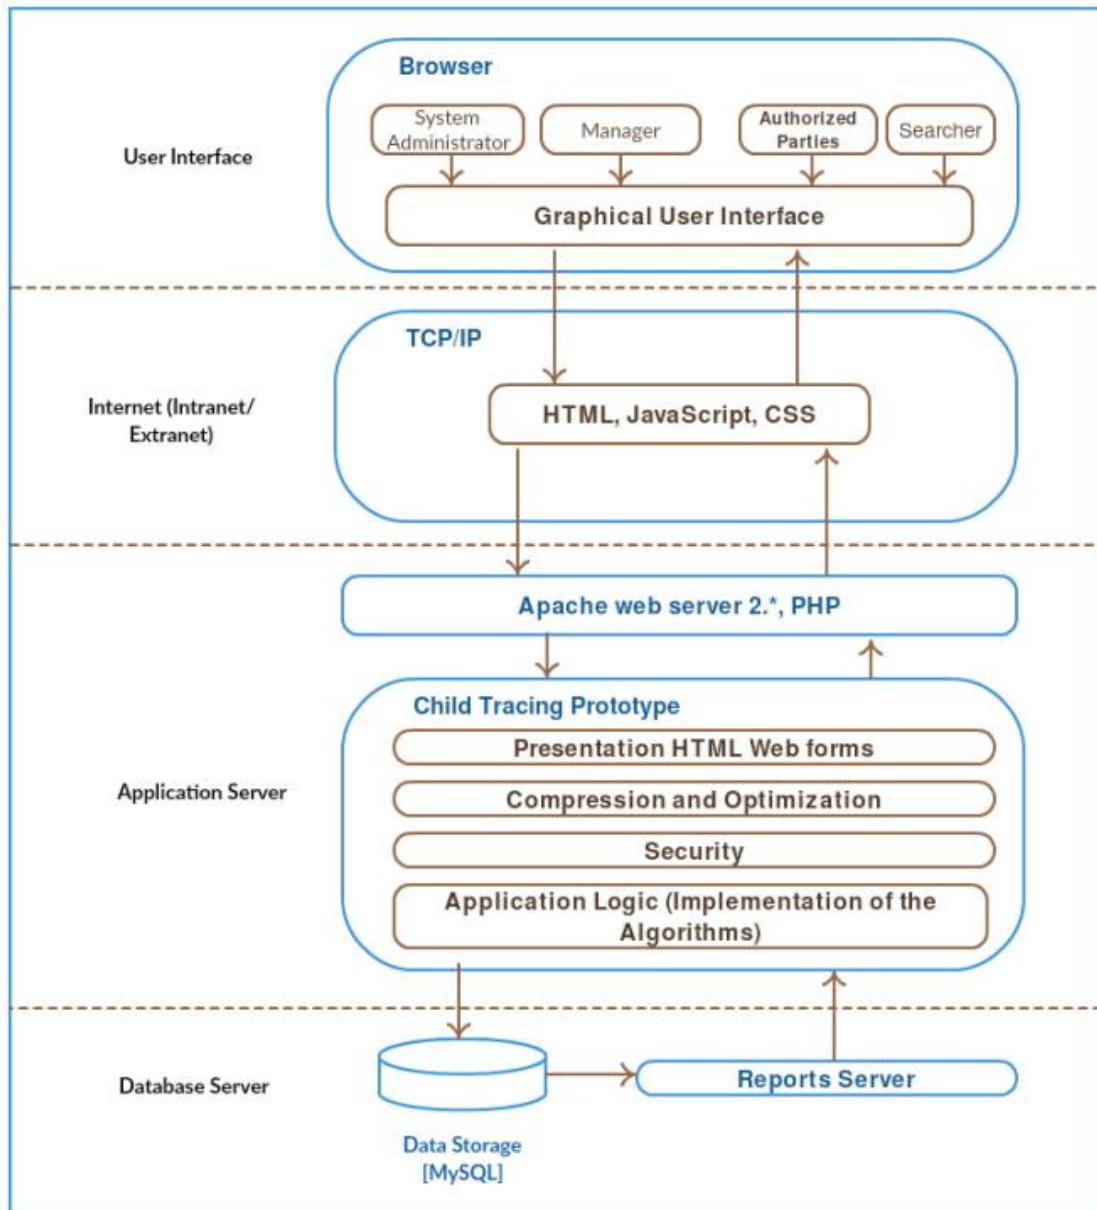 Browser
System
Administrator
Manager
Authorized
Parties
Searcher
User Interface
Graphical User Interface
TCP/IP
Internet (Intranet/
Extranet)
HTML, JavaScript, CSS
Apache web server 2.*, PHP
Child Tracing Prototype
Presentation HTML Web forms
Compression and Optimization
Application Server
Security
Application Logic (Implementation of the
Algorithms)
Database Server
Reports Server
Data Storage
[MySQL]